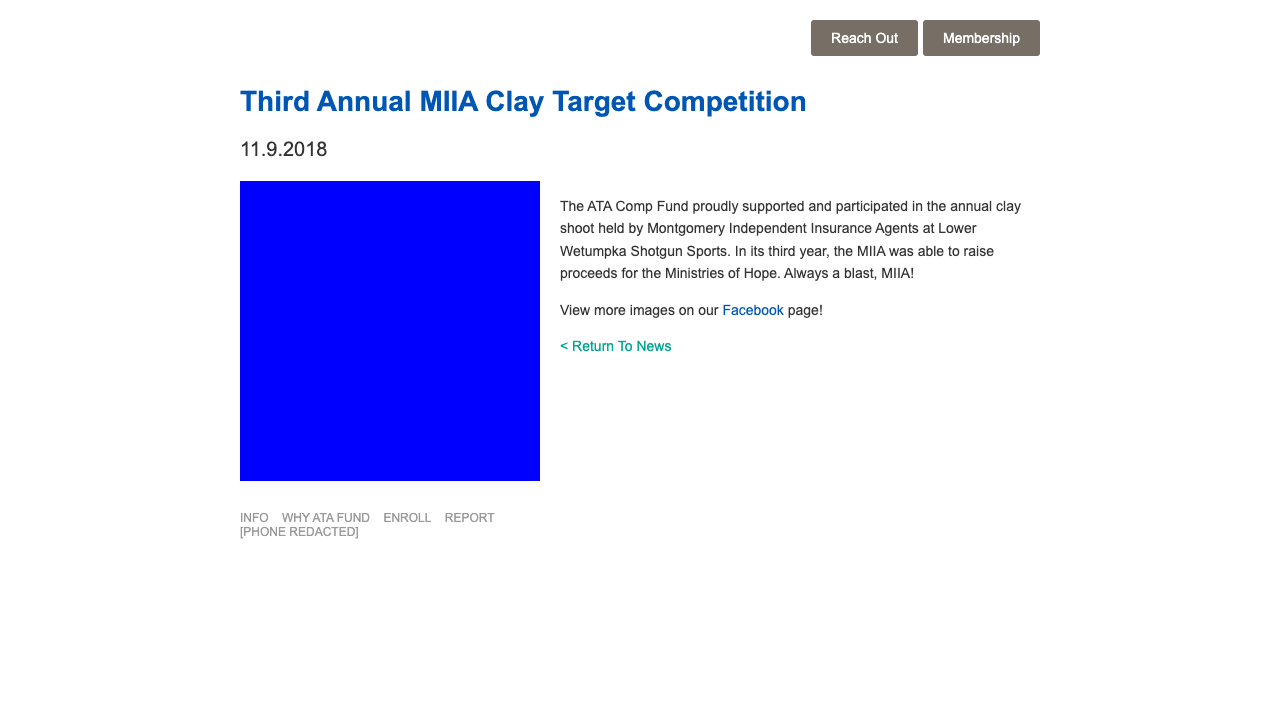 Reach Out Membership
Third Annual MIIA Clay Target Competition
11.9.2018
The ATA Comp Fund proudly supported and participated in the annual clay
shoot held by Montgomery Independent Insurance Agents at Lower
Wetumpka Shotgun Sports. In its third year, the MIIA was able to raise
proceeds for the Ministries of Hope. Always a blast, MIIA!
View more images on our Facebook page!
< Return To News
INFO WHY ATA FUND ENROLL REPORT
[PHONE REDACTED]